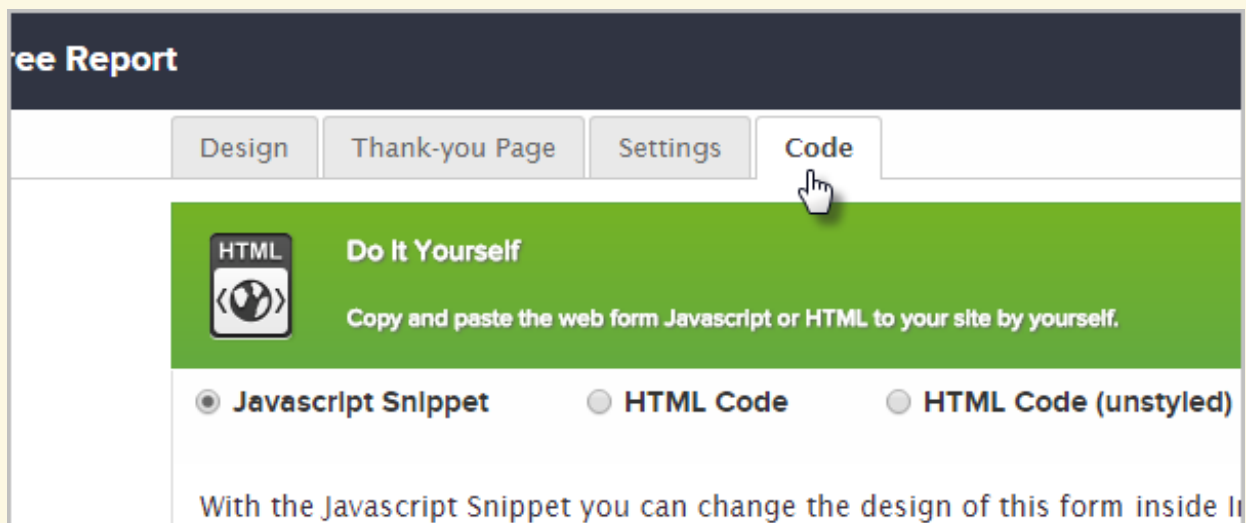 ree Report
Design Thank-you Page Settings Code
HTML
Do It Yourself
Copy and paste the web form Javascript or HTML to your site by yourself.
Javascript Snippet HTML Code HTML Code (unstyled)
With the Javascript Snippet you can change the design of this form inside